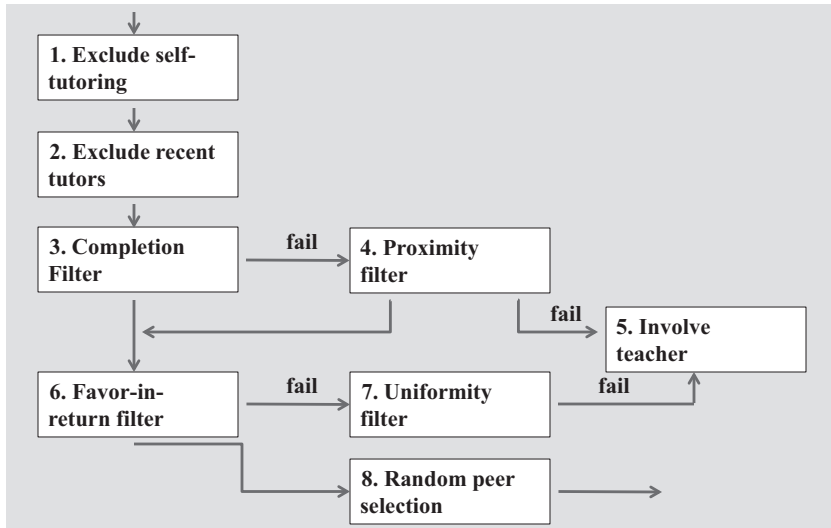 1. Exclude self-
tutoring
2. Exclude recent
tutors
3. Completion
Filter
fail
4. Proximity
filter
fail
5. Involve
teacher
6. Favor-in-
return filter
fail
7. Uniformity
filter
fail
8. Random peer
selection